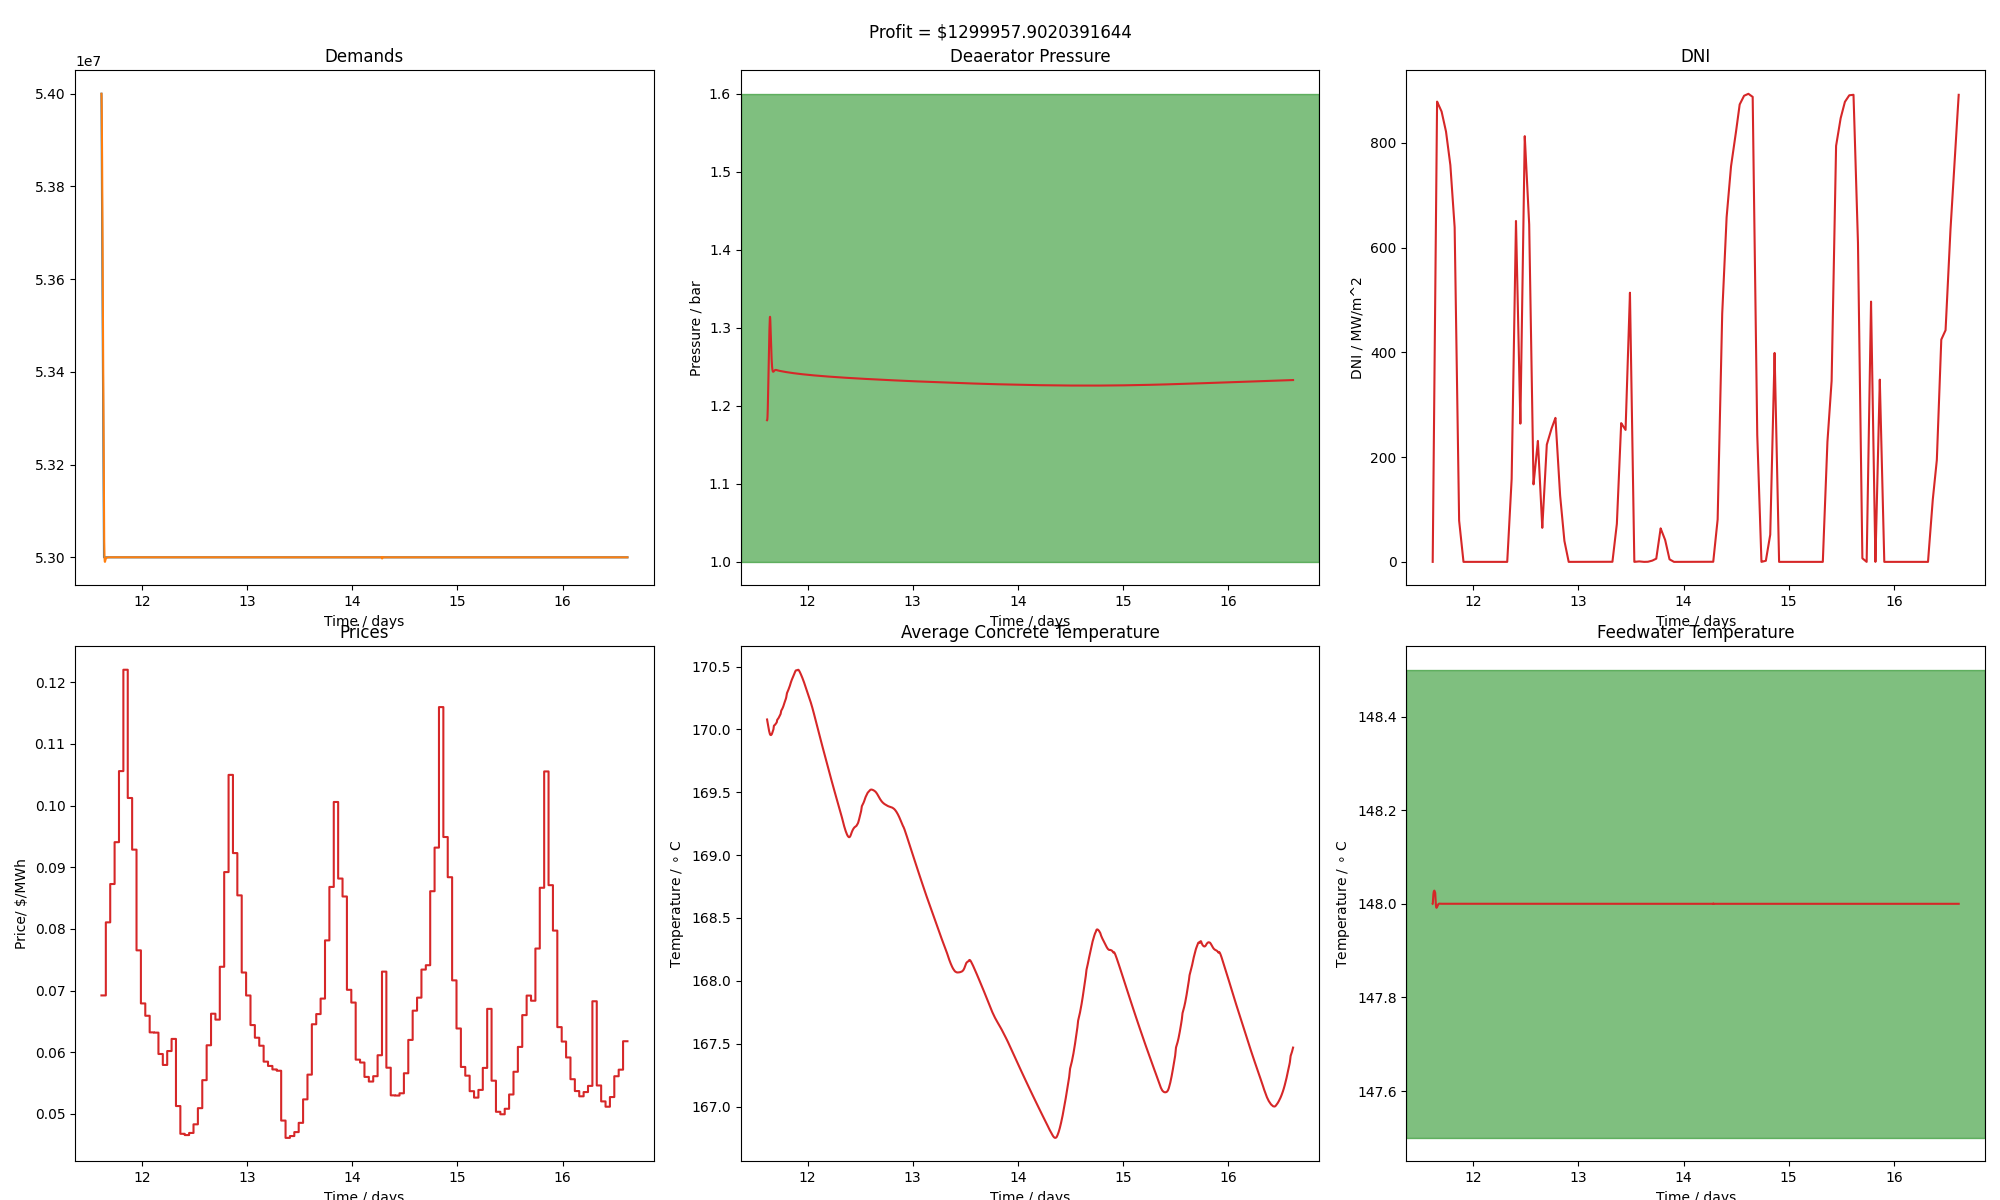 Profit = $1299957.9020391644
Demands
1e7
5.40
5.38
5.36
5.34
5.32
5.30
12 13 14 15 16
Time / days
Deaerator Pressure
Pressure / bar
1.6
1.5
1.4
1.3
1.2
1.1
1.0
12 13 14 15 16
Time / days
DNI
DNI / MW/m^2
800
600
400
200
0
12 13 14 15 16
Time / days
Prices
Price/ $/MWh
0.12
0.11
0.10
0.09
0.08
0.07
0.06
0.05
12 13 14 15 16
Time / days
Average Concrete Temperature
Temperature / ∘ C
170.5
170.0
169.5
169.0
168.5
168.0
167.5
167.0
12 13 14 15 16
Time / days
Feedwater Temperature
Temperature / ∘ C
148.4
148.2
148.0
147.8
147.6
12 13 14 15 16
Time / days